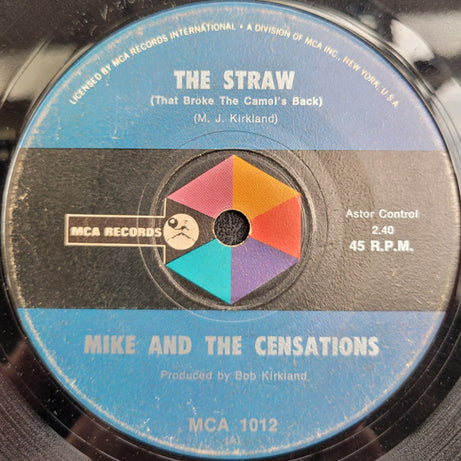 LICENSED BY MCA RECORDS INTERNATIONAL • A DIVISION OF MCA INC., NEW YORK, U.S.A.
THE STRAW
(That Broke The Camel's Back)
(M. J. Kirkland)
MCA RECORDS
Astor Control
2.40
45 R.P.M.
MIKE AND THE CENSATIONS
Produced by Bob Kirkland
MCA 1012
(A)